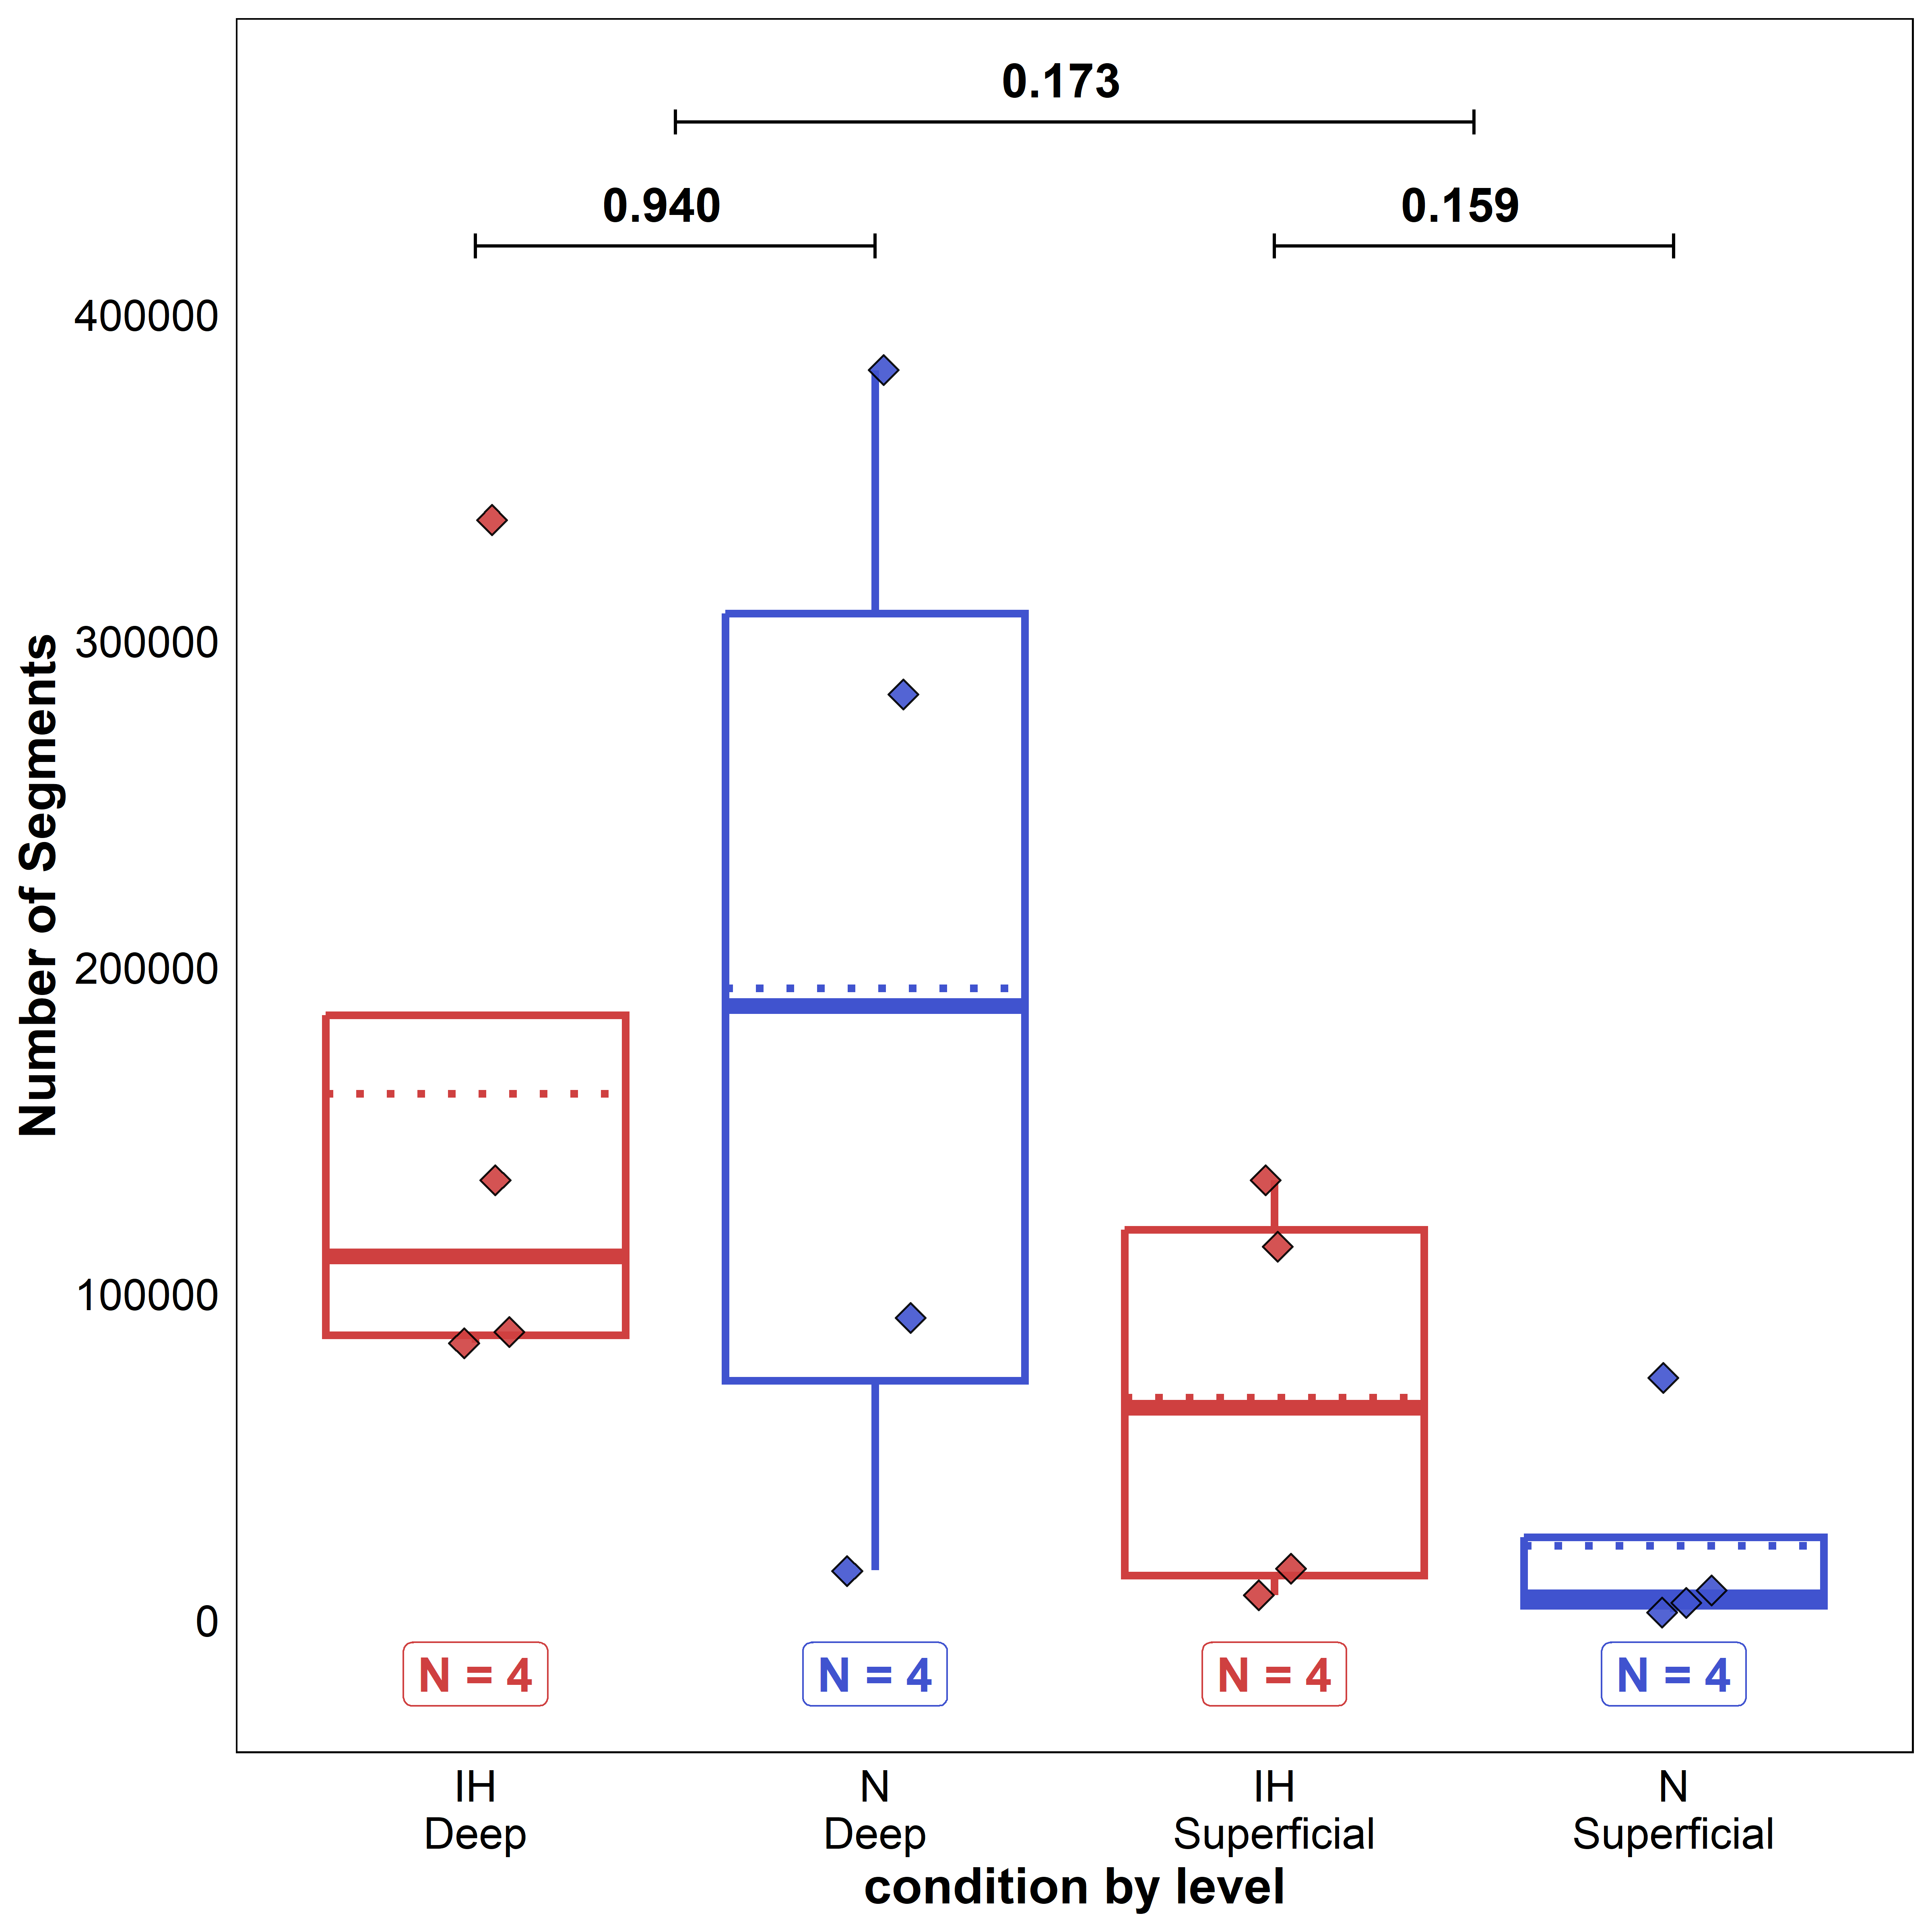 0.173
0.940
0.159
400000
300000
200000
100000
0
Number of Segments
N = 4
N = 4
N = 4
N = 4
IH
Deep
N
Deep
IH
Superficial
N
Superficial
condition by level